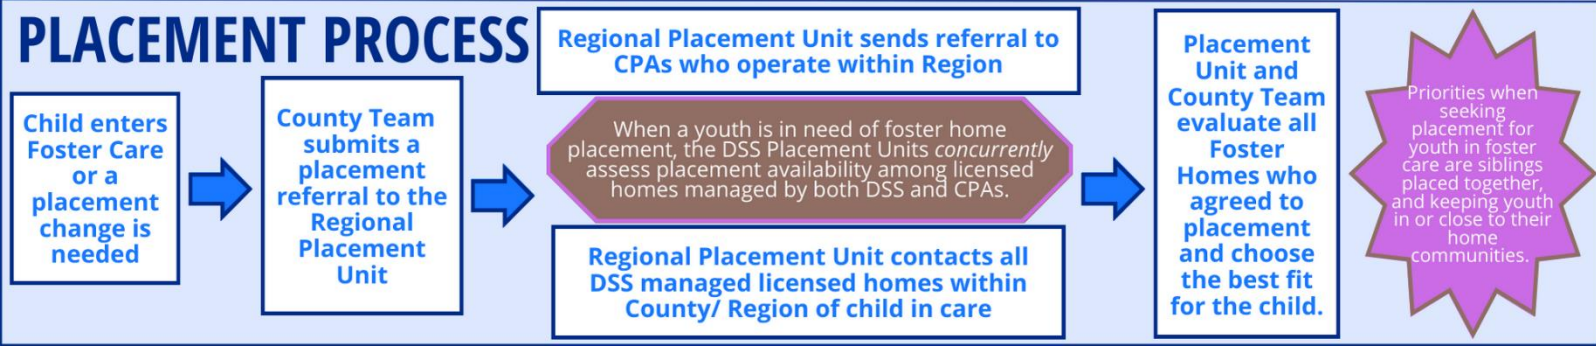 PLACEMENT PROCESS
Child enters
Foster Care
or a
placement
change is
needed
County Team
submits a
placement
referral to the
Regional
Placement
Unit
Regional Placement Unit sends referral to
CPAs who operate within Region
When a youth is in need of foster home
placement, the DSS Placement Units concurrently
assess placement availability among licensed
homes managed by both DSS and CPAs.
Regional Placement Unit contacts all
DSS managed licensed homes within
County/ Region of child in care
Placement
Unit and
County Team
evaluate all
Foster
Homes who
agreed to
placement
and choose
the best fit
for the child.
Priorities when
seeking
placement for
youth in foster
care are siblings
placed together,
and keeping youth
in or close to their
home
communities.